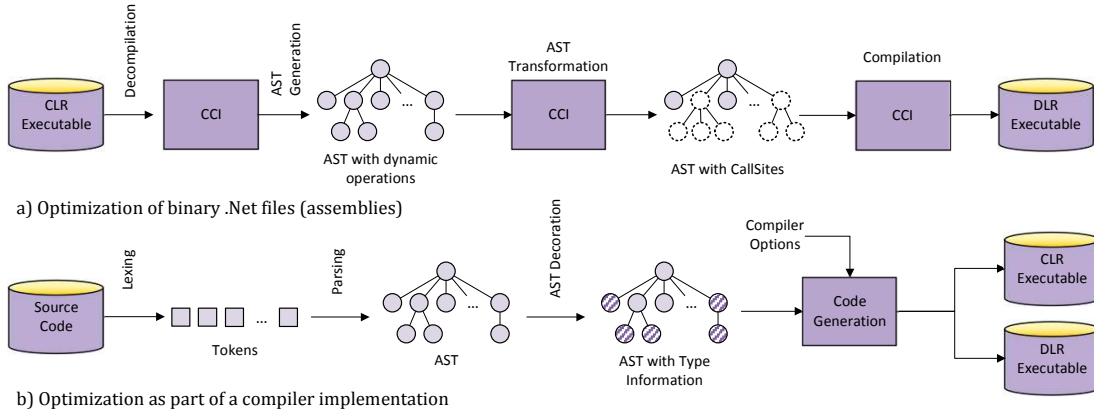 Decompilation
AST
Generation
AST
Transformation
Compilation
CLR
Executable
CCI
...
CCI
...
CCI
DLR
Executable
AST with dynamic
operations
AST with CallSites
a) Optimization of binary .Net files (assemblies)
Lexing
Parsing
AST Decoration
Compiler
Options
CLR
Executable
Source
Code
...
...
...
Code
Generation
Tokens
AST
AST with Type
Information
DLR
Executable
b) Optimization as part of a compiler implementation